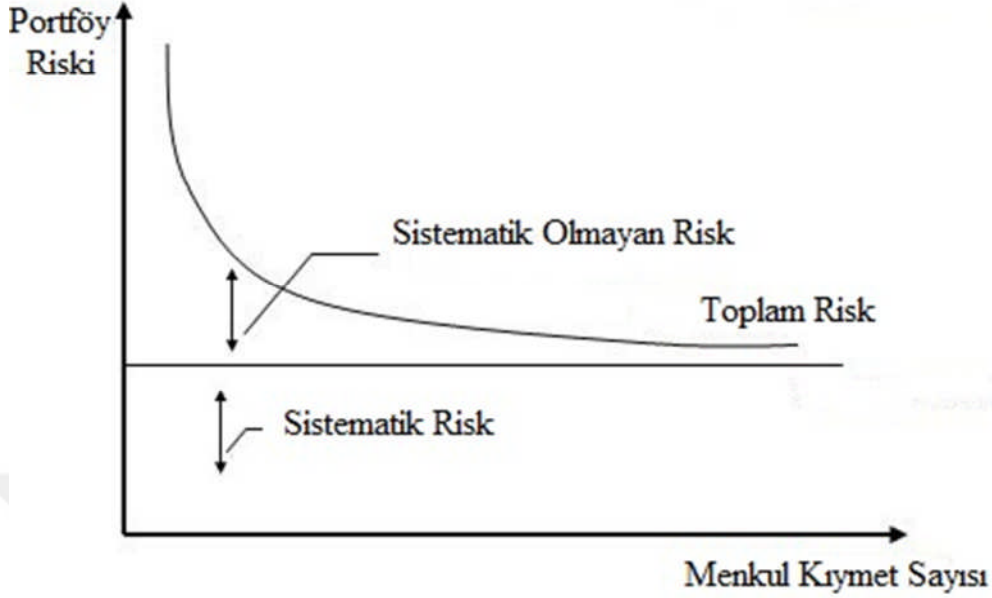 Portföy
Riski
Sistematik Olmayan Risk
Toplam Risk
Sistematik Risk
Menkul Kıymet Sayısı